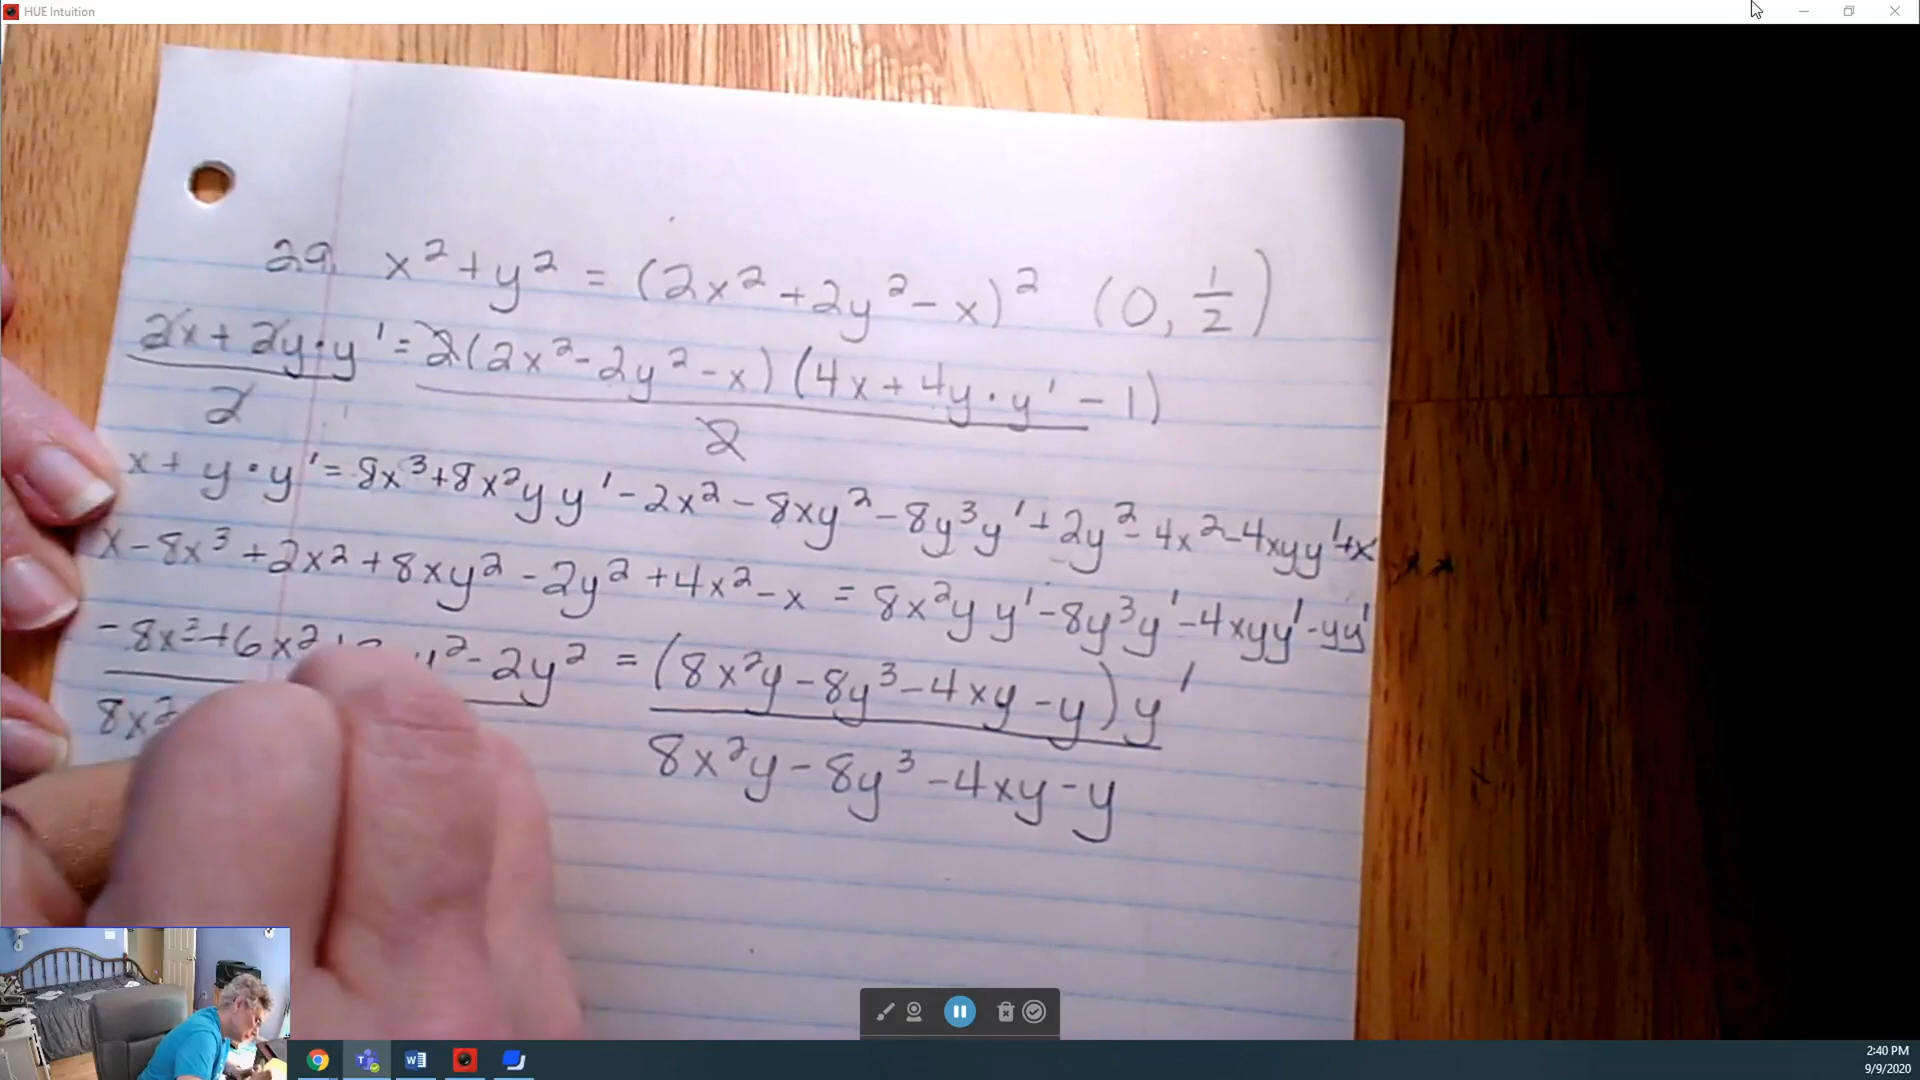 HUE Intuition
29. x² + y² = (2x² + 2y² - x)² (0, 1/2)
2x + 2y·y' = 2(2x² - 2y² - x)(4x + 4y·y' - 1)
2 2
x + y·y' = 8x³ + 8x²yy' - 2x² - 8xy² - 8y³y' + 2y² - 4x² - 4xyy' + x
x - 8x³ + 2x² + 8xy² - 2y² + 4x² - x = 8x²yy' - 8y³y' - 4xyy' - yy'
-8x³ + 6x² y² - 2y² = (8x²y - 8y³ - 4xy - y)y'
8x² 8x²y - 8y³ - 4xy - y
2:40 PM
9/9/2020